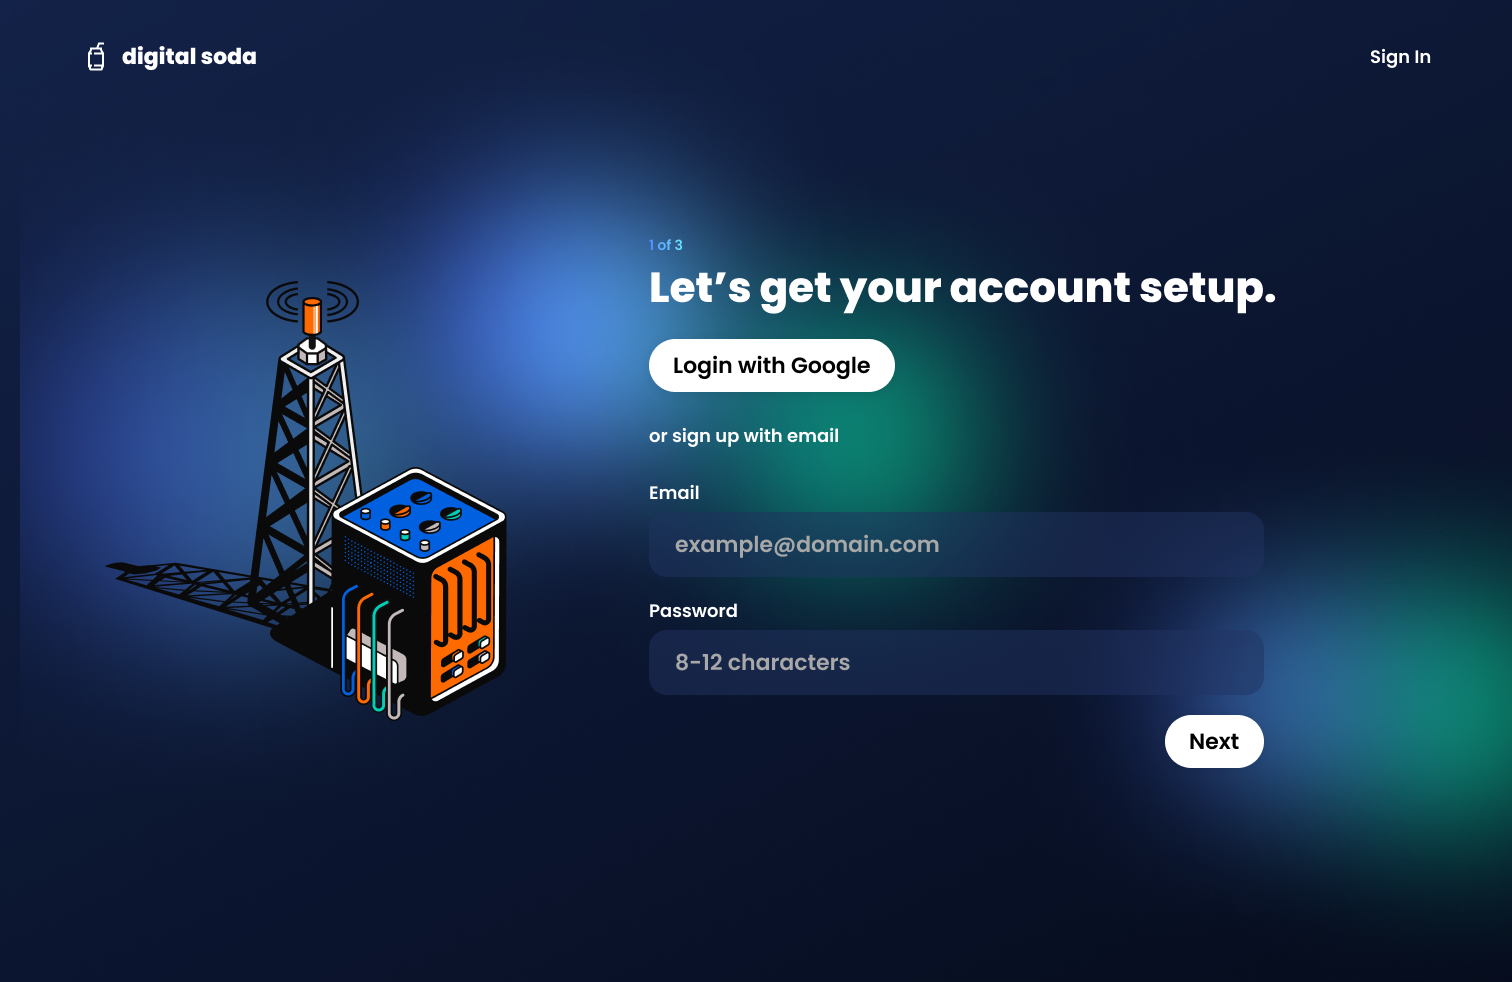 digital soda
Sign In
1 of 3
Let’s get your account setup.
Login with Google
or sign up with email
Email
example@domain.com
Password
8-12 characters
Next